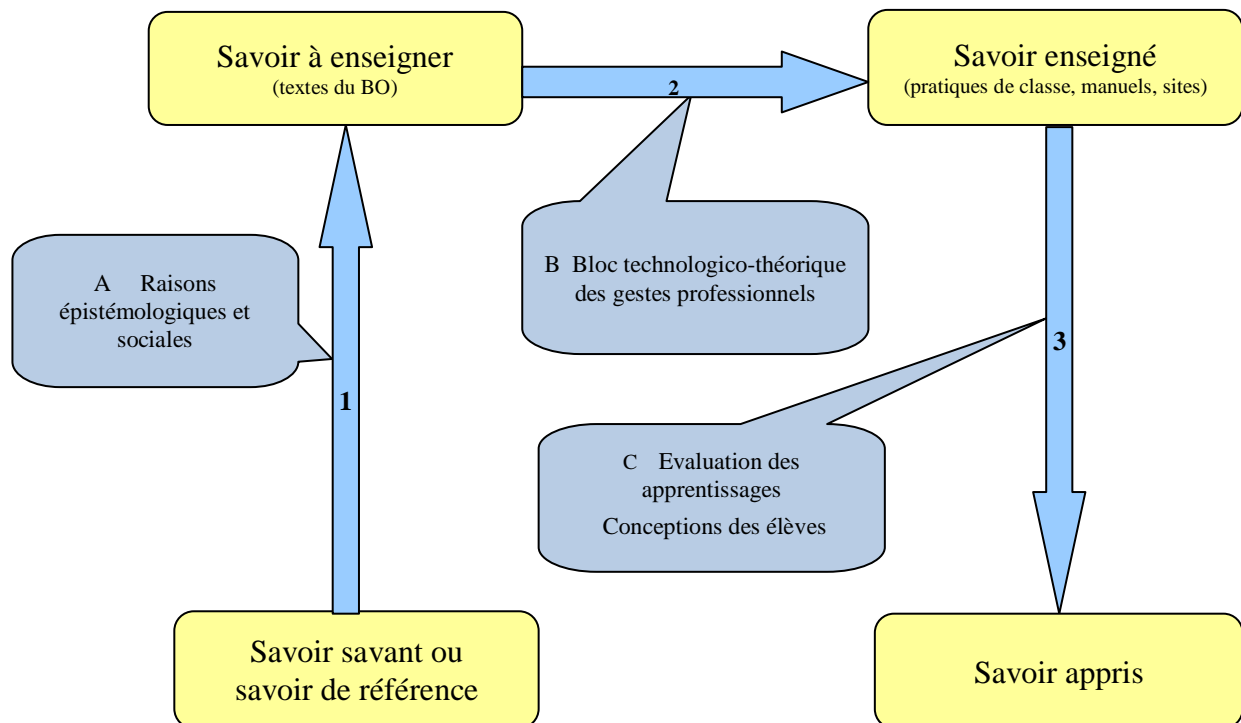 Savoir à enseigner
(textes du BO)
2
Savoir enseigné
(pratiques de classe, manuels, sites)
A Raisons
épistémologiques et
sociales
B Bloc technologico-théorique
des gestes professionnels
1
3
C Evaluation des
apprentissages
Conceptions des élèves
Savoir savant ou
savoir de référence
Savoir appris